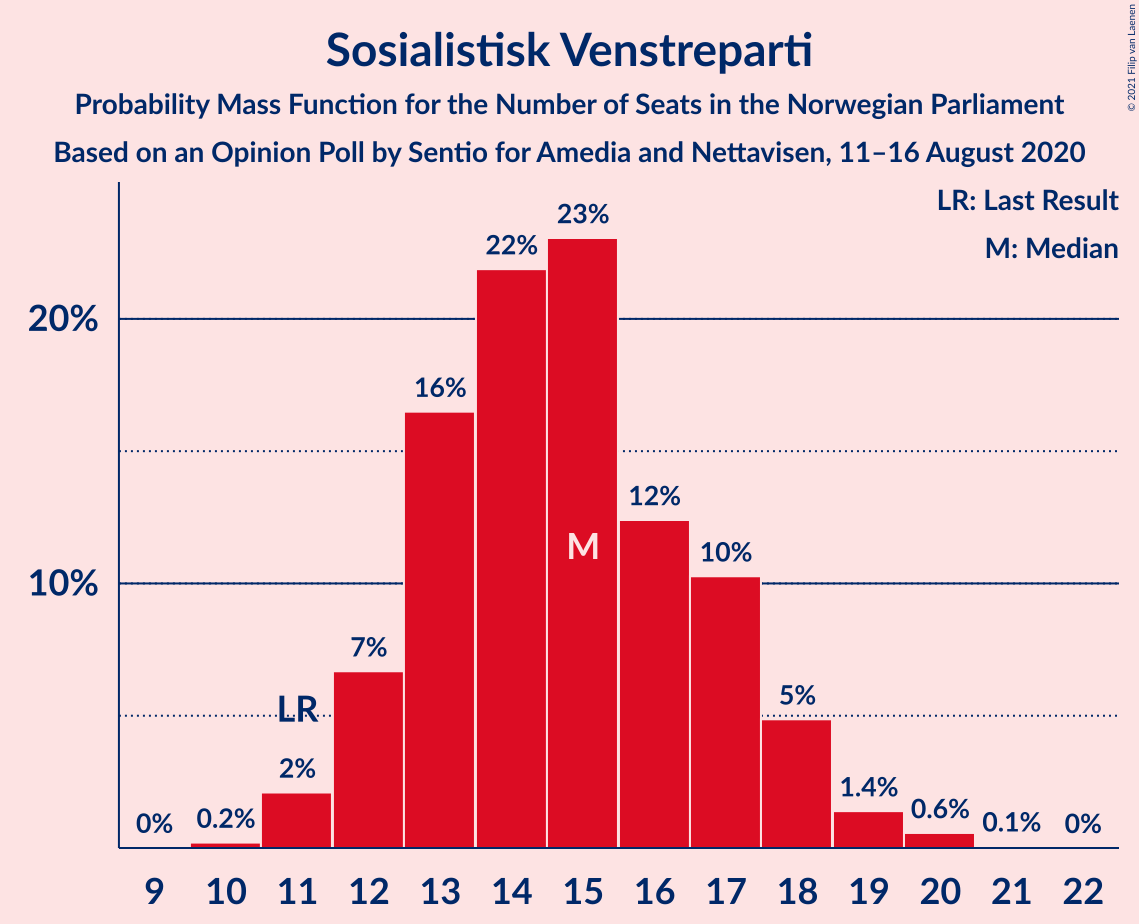 Sosialistisk Venstreparti
Probability Mass Function for the Number of Seats in the Norwegian Parliament
Based on an Opinion Poll by Sentio for Amedia and Nettavisen, 11–16 August 2020
© 2021 Filip van Laenen
LR: Last Result
M: Median
20%
10%
0%
0.2%
2%
LR
7%
16%
22%
23%
M
12%
10%
5%
1.4%
0.6%
0.1%
0%
9 10 11 12 13 14 15 16 17 18 19 20 21 22